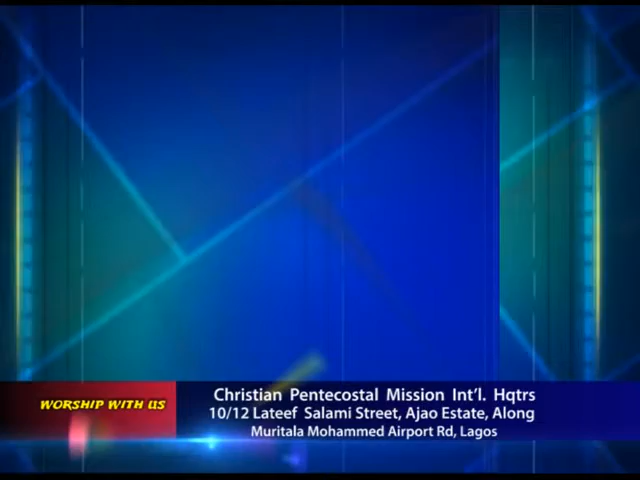 WORSHIP WITH US
Christian Pentecostal Mission Int'l. Hqtrs
10/12 Lateef Salami Street, Ajao Estate, Along
Muritala Mohammed Airport Rd, Lagos